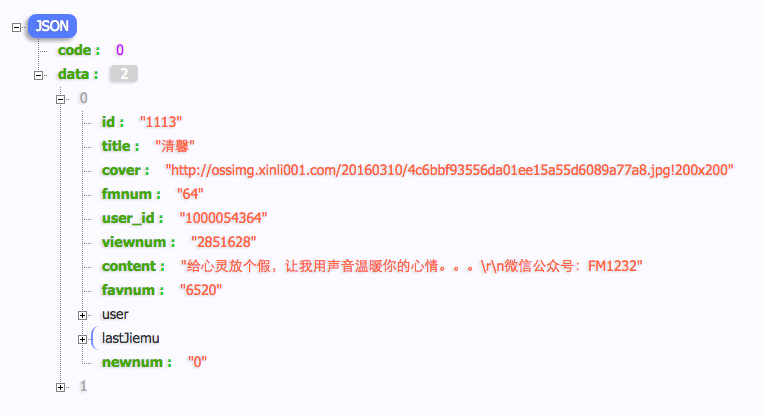 JSON
code : 0
data : 2
0
id : "1113"
title : "清馨"
cover : "http://ossimg.xinli001.com/20160310/4c6bbf93556da01ee15a55d6089a77a8.jpg!200x200"
fmnum : "64"
user_id : "1000054364"
viewnum : "2851628"
content : "给心灵放个假，让我用声音温暖你的心情。。。\r\n微信公众号：FM1232"
favnum : "6520"
user
lastJiemu
newnum : "0"
1